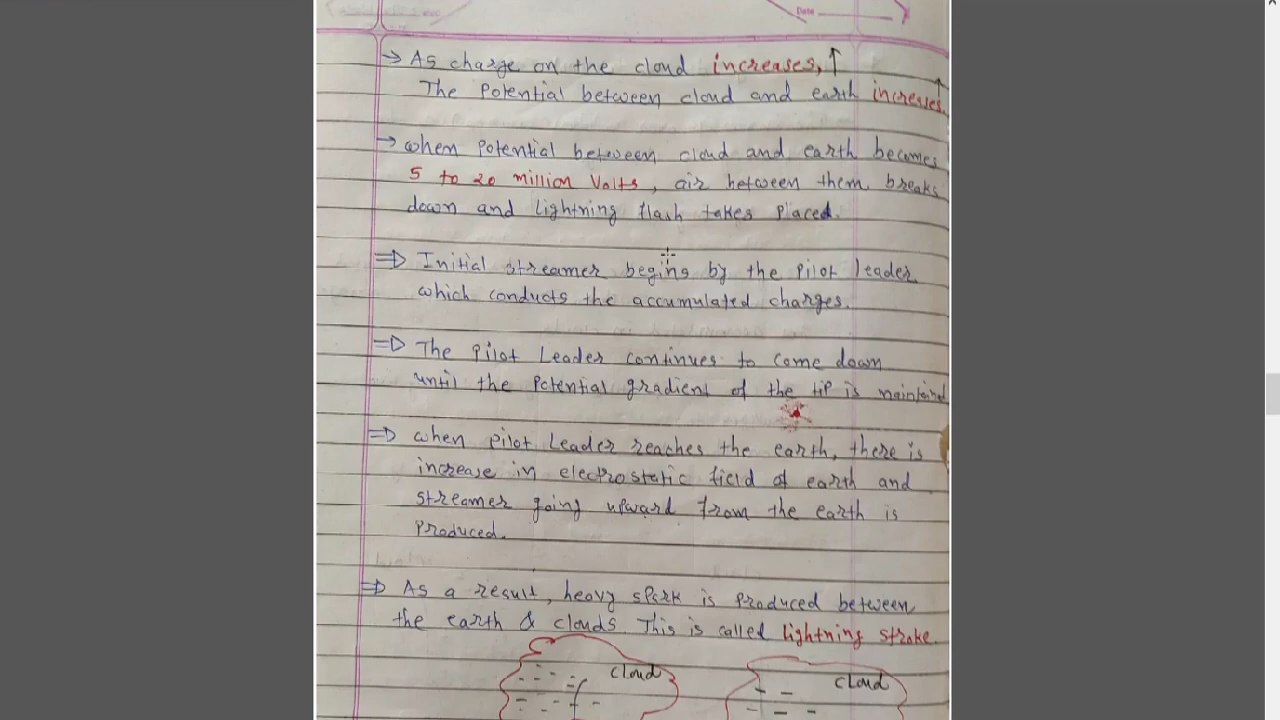 Date
→ As charge on the cloud increases, ↑
The Potential between cloud and earth increases ↑
→ when Potential between cloud and earth becomes
5 to 20 million Volts, air between them breaks
down and lightning flash takes placed.
⇒ Initial streamer begins by the pilot leader
which conducts the accumulated charges.
⇒ The Pilot Leader continues to come down
until the Potential gradient of the tip is maintained
⇒ when pilot Leader reaches the earth, there is
increase in electrostatic field of earth and
streamer going upward from the earth is
Produced.
⇒ As a result, heavy spark is produced between
the earth & clouds. This is called lightning stroke.
cloud
cloud